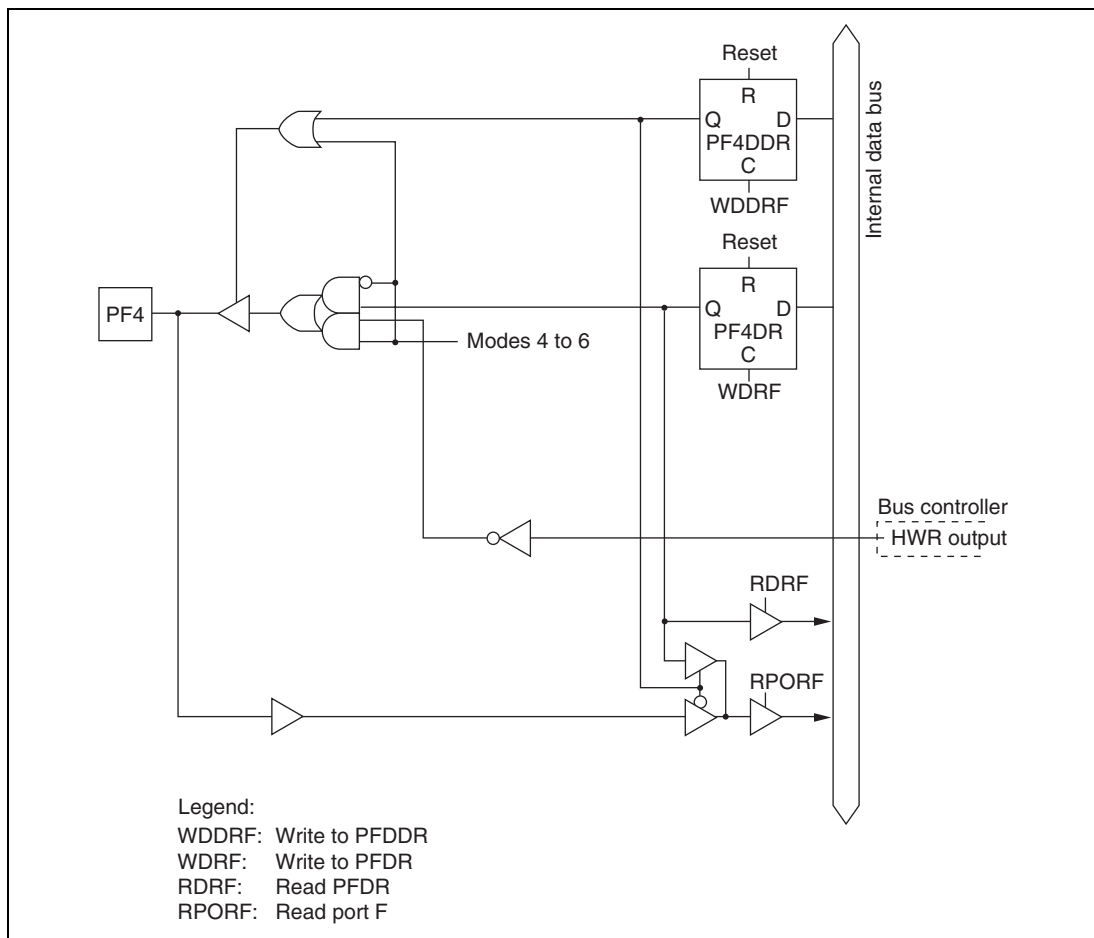 Reset
R
Q D
PF4DDR
C
WDDRF
Internal data bus
Reset
R
Q D
PF4DR
C
WDRF
PF4
Modes 4 to 6
Bus controller
HWR output
RDRF
RPORF
Legend:
WDDRF: Write to PFDDR
WDRF: Write to PFDR
RDRF: Read PFDR
RPORF: Read port F